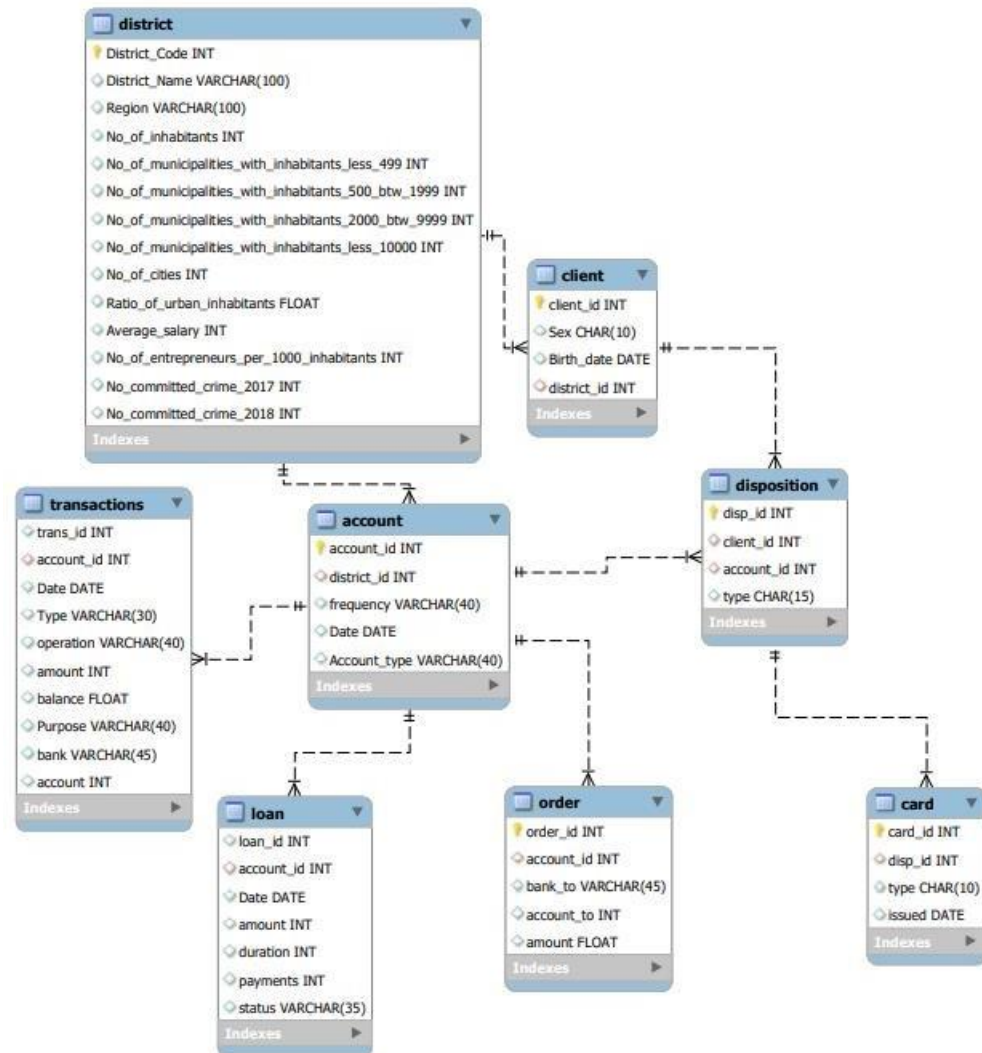 district
District_Code INT
District_Name VARCHAR(100)
Region VARCHAR(100)
No_of_inhabitants INT
No_of_municipalities_with_inhabitants_less_499 INT
No_of_municipalities_with_inhabitants_500_btw_1999 INT
No_of_municipalities_with_inhabitants_2000_btw_9999 INT
No_of_municipalities_with_inhabitants_less_10000 INT
No_of_cities INT
Ratio_of_urban_inhabitants FLOAT
Average_salary INT
No_of_entrepreneurs_per_1000_inhabitants INT
No_committed_crime_2017 INT
No_committed_crime_2018 INT
Indexes
client
client_id INT
Sex CHAR(10)
Birth_date DATE
district_id INT
Indexes
transactions
trans_id INT
account_id INT
Date DATE
Type VARCHAR(30)
operation VARCHAR(40)
amount INT
balance FLOAT
Purpose VARCHAR(40)
bank VARCHAR(45)
account INT
Indexes
account
account_id INT
district_id INT
frequency VARCHAR(40)
Date DATE
Account_type VARCHAR(40)
Indexes
disposition
disp_id INT
client_id INT
account_id INT
type CHAR(15)
Indexes
loan
loan_id INT
account_id INT
Date DATE
amount INT
duration INT
payments INT
status VARCHAR(35)
Indexes
order
order_id INT
account_id INT
bank_to VARCHAR(45)
account_to INT
amount FLOAT
Indexes
card
card_id INT
disp_id INT
type CHAR(10)
issued DATE
Indexes